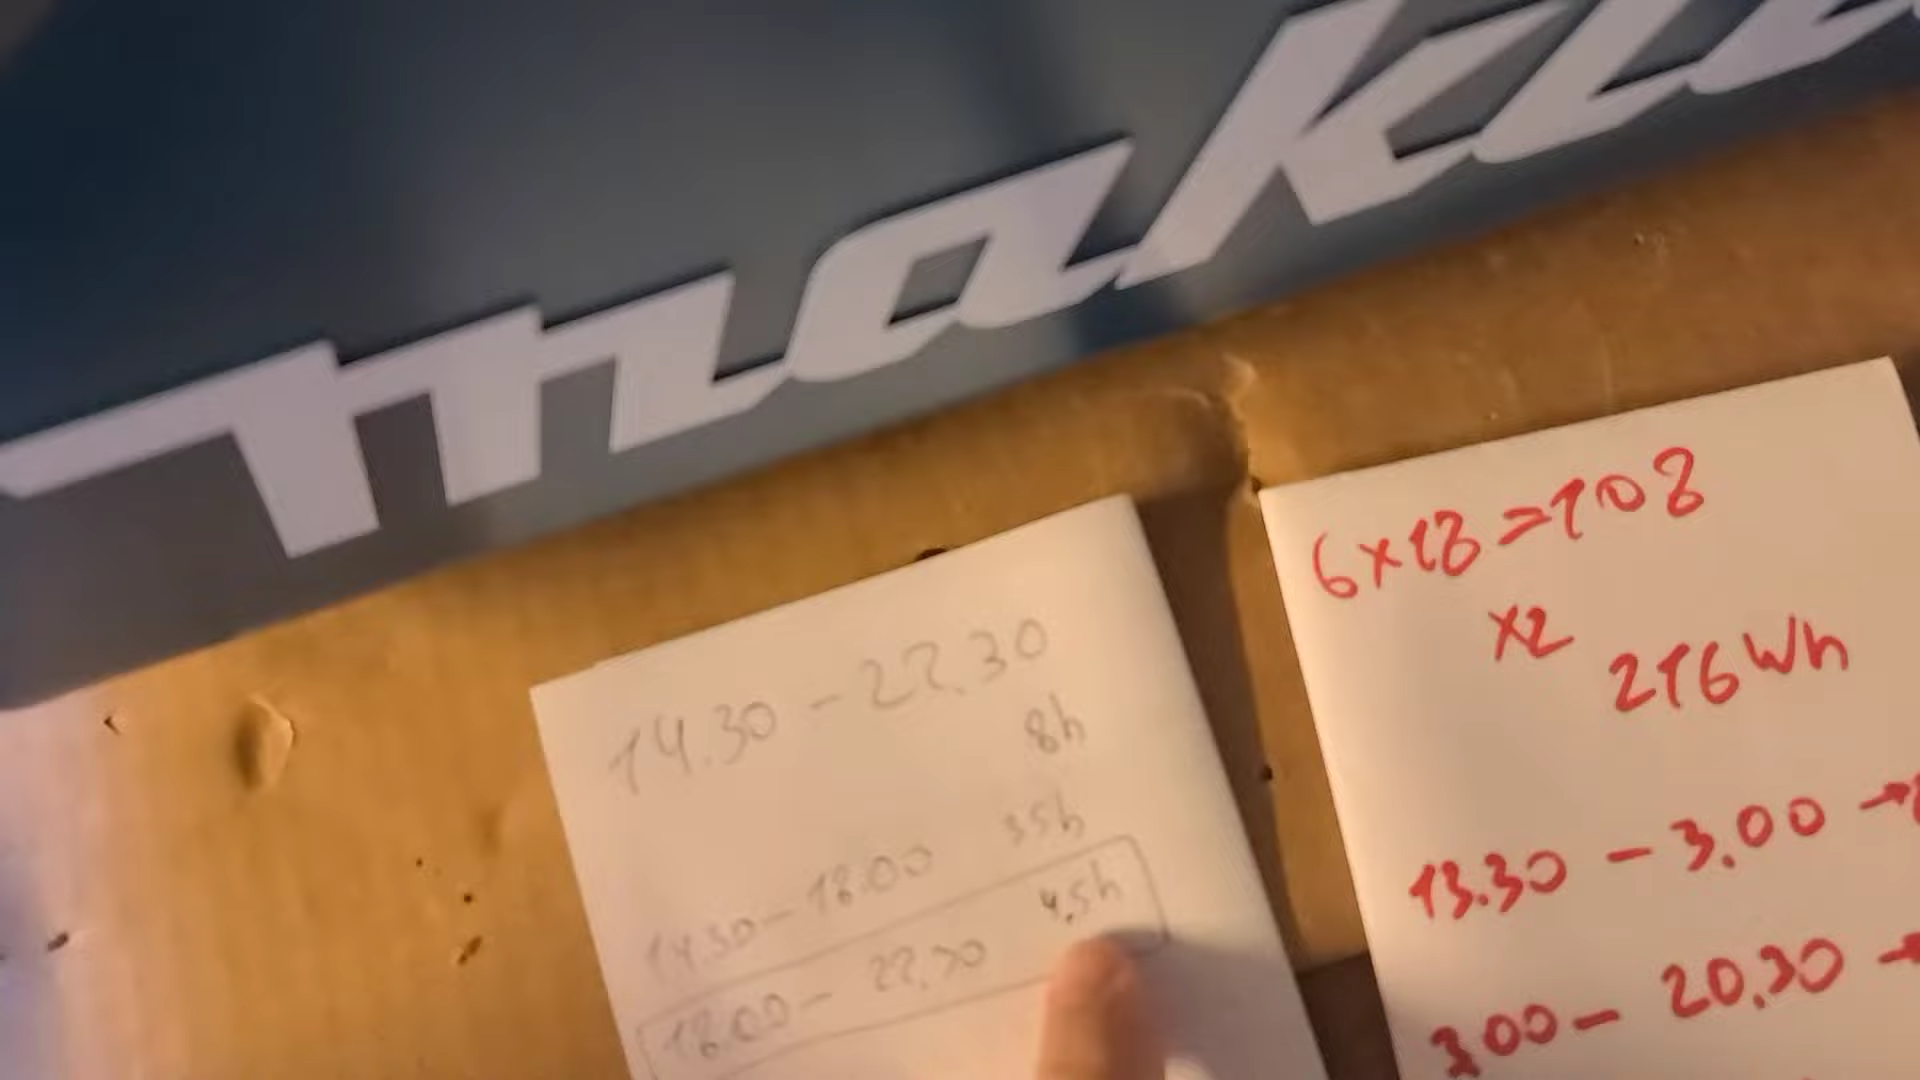 makita
14.30 – 22.30
8h
14.30 – 18.00 3.5h
18.00 – 22.30 4.5h
6x18=108
x2
216Wh
13.30 – 3.00 →
3.00 – 20.30 →